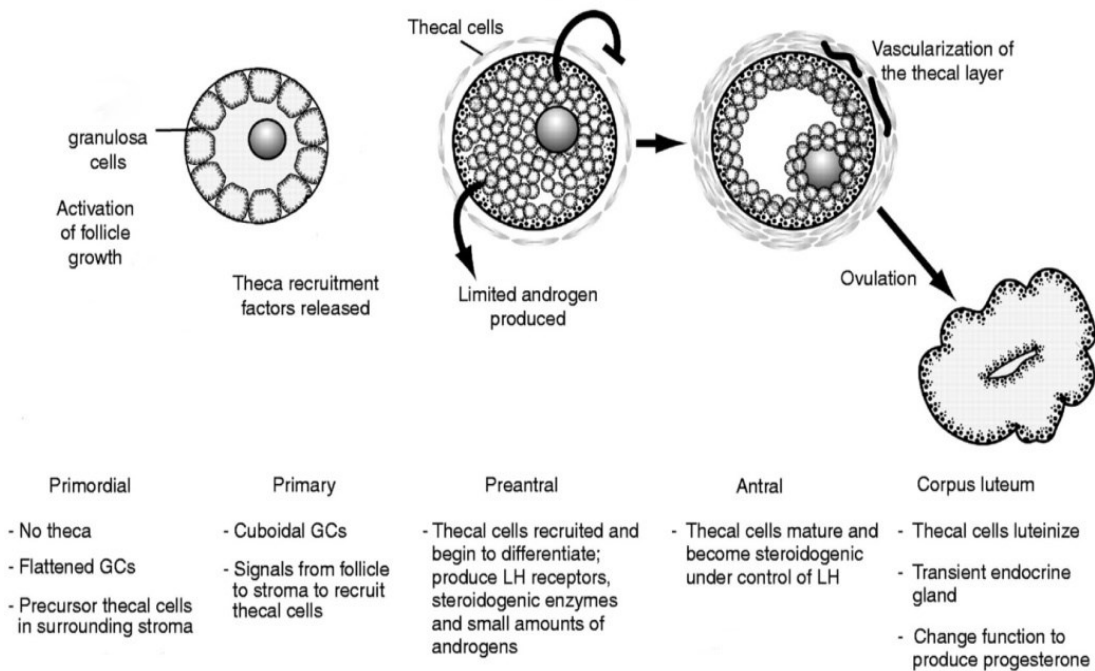 Thecal cells
Vascularization of
the thecal layer
granulosa
cells
Activation
of follicle
growth
Theca recruitment
factors released
Limited androgen
produced
Ovulation
Primordial
- No theca
- Flattened GCs
- Precursor thecal cells
in surrounding stroma
Primary
- Cuboidal GCs
- Signals from follicle
to stroma to recruit
thecal cells
Preantral
- Thecal cells recruited and
begin to differentiate;
produce LH receptors,
steroidogenic enzymes
and small amounts of
androgens
Antral
- Thecal cells mature and
become steroidogenic
under control of LH
Corpus luteum
- Thecal cells luteinize
- Transient endocrine
gland
- Change function to
produce progesterone